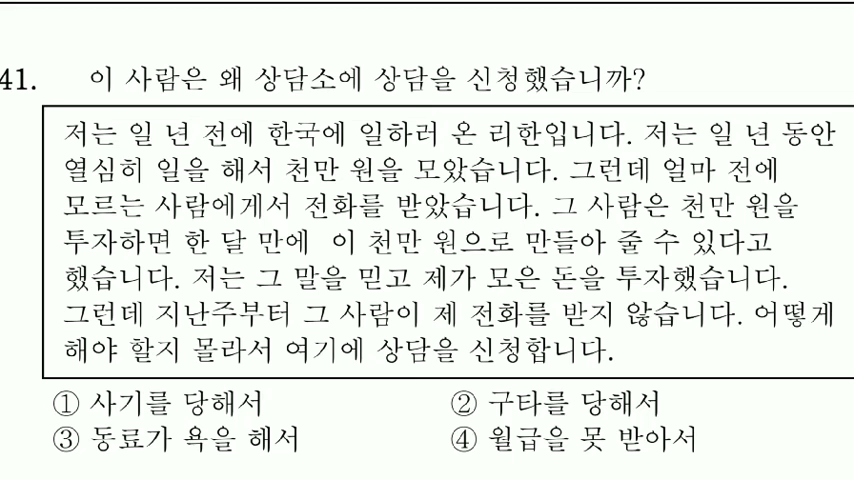 41. 이 사람은 왜 상담소에 상담을 신청했습니까?
저는 일 년 전에 한국에 일하러 온 리한입니다. 저는 일 년 동안
열심히 일을 해서 천만 원을 모았습니다. 그런데 얼마 전에
모르는 사람에게서 전화를 받았습니다. 그 사람은 천만 원을
투자하면 한 달 만에 이 천만 원으로 만들아 줄 수 있다고
했습니다. 저는 그 말을 믿고 제가 모은 돈을 투자했습니다.
그런데 지난주부터 그 사람이 제 전화를 받지 않습니다. 어떻게
해야 할지 몰라서 여기에 상담을 신청합니다.
① 사기를 당해서 ② 구타를 당해서
③ 동료가 욕을 해서 ④ 월급을 못 받아서